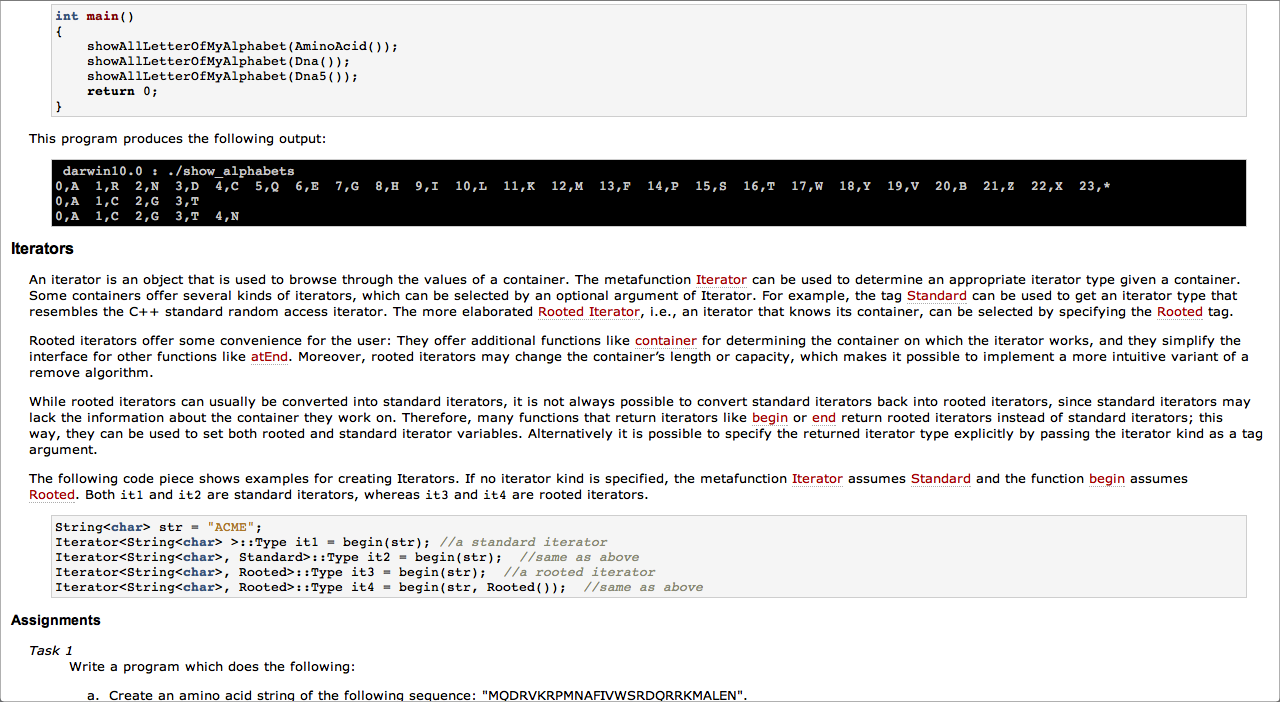 int main()
{
    showAllLetterOfMyAlphabet(AminoAcid());
    showAllLetterOfMyAlphabet(Dna());
    showAllLetterOfMyAlphabet(Dna5());
    return 0;
}
This program produces the following output:
darwin10.0 : ./show_alphabets
0,A  1,R  2,N  3,D  4,C  5,Q  6,E  7,G  8,H  9,I  10,L  11,K  12,M  13,F  14,P  15,S  16,T  17,W  18,Y  19,V  20,B  21,Z  22,X  23,*
0,A  1,C  2,G  3,T
0,A  1,C  2,G  3,T  4,N
Iterators
An iterator is an object that is used to browse through the values of a container. The metafunction Iterator can be used to determine an appropriate iterator type given a container.
Some containers offer several kinds of iterators, which can be selected by an optional argument of Iterator. For example, the tag Standard can be used to get an iterator type that
resembles the C++ standard random access iterator. The more elaborated Rooted Iterator, i.e., an iterator that knows its container, can be selected by specifying the Rooted tag.
Rooted iterators offer some convenience for the user: They offer additional functions like container for determining the container on which the iterator works, and they simplify the
interface for other functions like atEnd. Moreover, rooted iterators may change the container’s length or capacity, which makes it possible to implement a more intuitive variant of a
remove algorithm.
While rooted iterators can usually be converted into standard iterators, it is not always possible to convert standard iterators back into rooted iterators, since standard iterators may
lack the information about the container they work on. Therefore, many functions that return iterators like begin or end return rooted iterators instead of standard iterators; this
way, they can be used to set both rooted and standard iterator variables. Alternatively it is possible to specify the returned iterator type explicitly by passing the iterator kind as a tag
argument.
The following code piece shows examples for creating Iterators. If no iterator kind is specified, the metafunction Iterator assumes Standard and the function begin assumes
Rooted. Both it1 and it2 are standard iterators, whereas it3 and it4 are rooted iterators.
String<char> str = "ACME";
Iterator<String<char> >::Type it1 = begin(str); //a standard iterator
Iterator<String<char>, Standard>::Type it2 = begin(str);  //same as above
Iterator<String<char>, Rooted>::Type it3 = begin(str);  //a rooted iterator
Iterator<String<char>, Rooted>::Type it4 = begin(str, Rooted());  //same as above
Assignments
Task 1
Write a program which does the following:
a. Create an amino acid string of the following sequence: "MQDRVKRPMNAFIVWSRDQRRKMALEN".